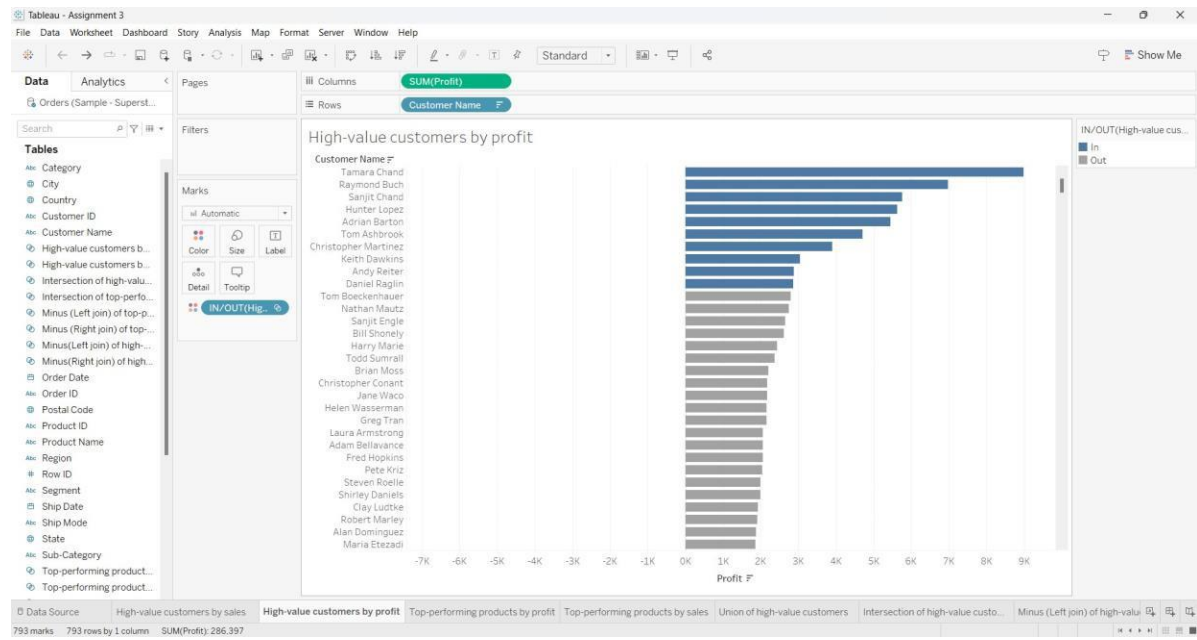 Tableau - Assignment 3
File Data Worksheet Dashboard Story Analysis Map Format Server Window Help
Standard
Show Me
Data Analytics
Pages
Columns SUM(Profit)
Orders (Sample - Superst...
Rows Customer Name
Search
Filters
High-value customers by profit
IN/OUT(High-value cus...
In
Out
Tables
Abc Category
City
Country
Abc Customer ID
Abc Customer Name
High-value customers b...
High-value customers b...
Intersection of high-valu...
Intersection of top-perfo...
Minus (Left join) of top-p...
Minus (Right join) of top-...
Minus(Left join) of high-...
Minus(Right join) of high...
Order Date
Abc Order ID
Postal Code
Abc Product ID
Abc Product Name
Abc Region
# Row ID
Abc Segment
Ship Date
Abc Ship Mode
State
Abc Sub-Category
Top-performing product...
Top-performing product...
Marks
Automatic
Color Size Label
Detail Tooltip
IN/OUT(Hig..
Customer Name
Tamara Chand
Raymond Buch
Sanjit Chand
Hunter Lopez
Adrian Barton
Tom Ashbrook
Christopher Martinez
Keith Dawkins
Andy Reiter
Daniel Raglin
Tom Boeckenhauer
Nathan Mautz
Sanjit Engle
Bill Shonely
Harry Marie
Todd Sumrall
Brian Moss
Christopher Conant
Jane Waco
Helen Wasserman
Greg Tran
Laura Armstrong
Adam Bellavance
Fred Hopkins
Pete Kriz
Steven Roelle
Shirley Daniels
Clay Ludtke
Robert Marley
Alan Dominguez
Maria Etezadi
-7K -6K -5K -4K -3K -2K -1K 0K 1K 2K 3K 4K 5K 6K 7K 8K 9K
Profit
Data Source High-value customers by sales High-value customers by profit Top-performing products by profit Top-performing products by sales Union of high-value customers Intersection of high-value custo... Minus (Left join) of high-valu
793 marks 793 rows by 1 column SUM(Profit): 286,397